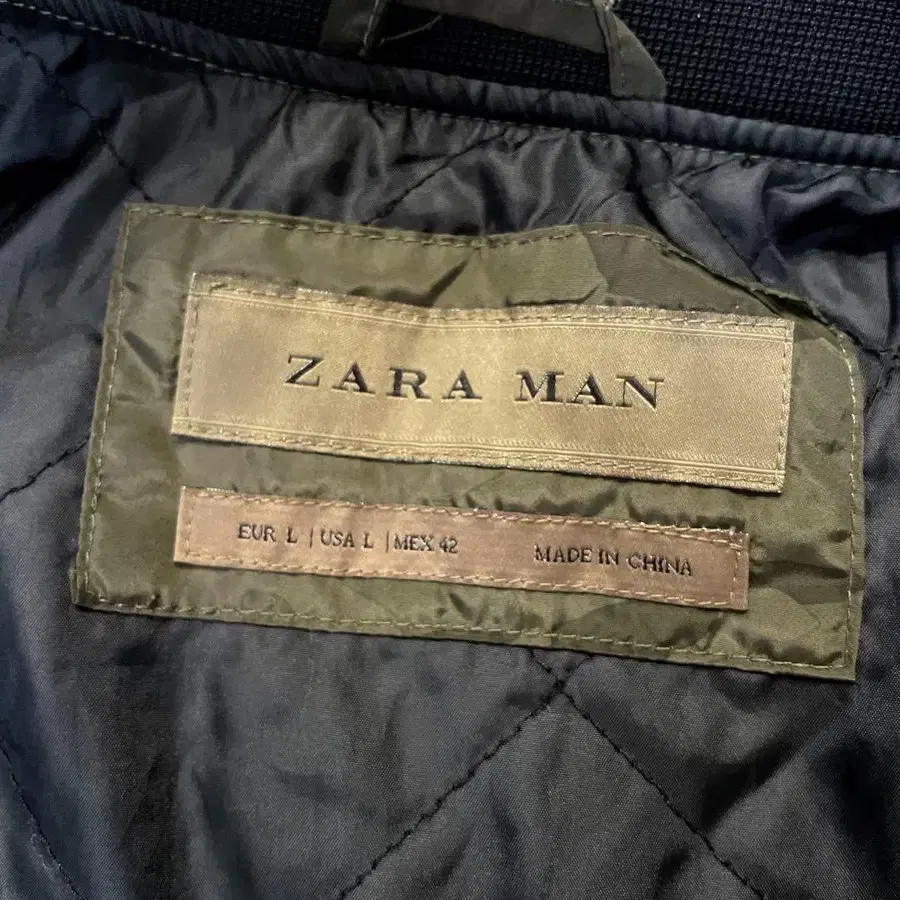 ZARA MAN
EUR L | USA L | MEX 42 MADE IN CHINA